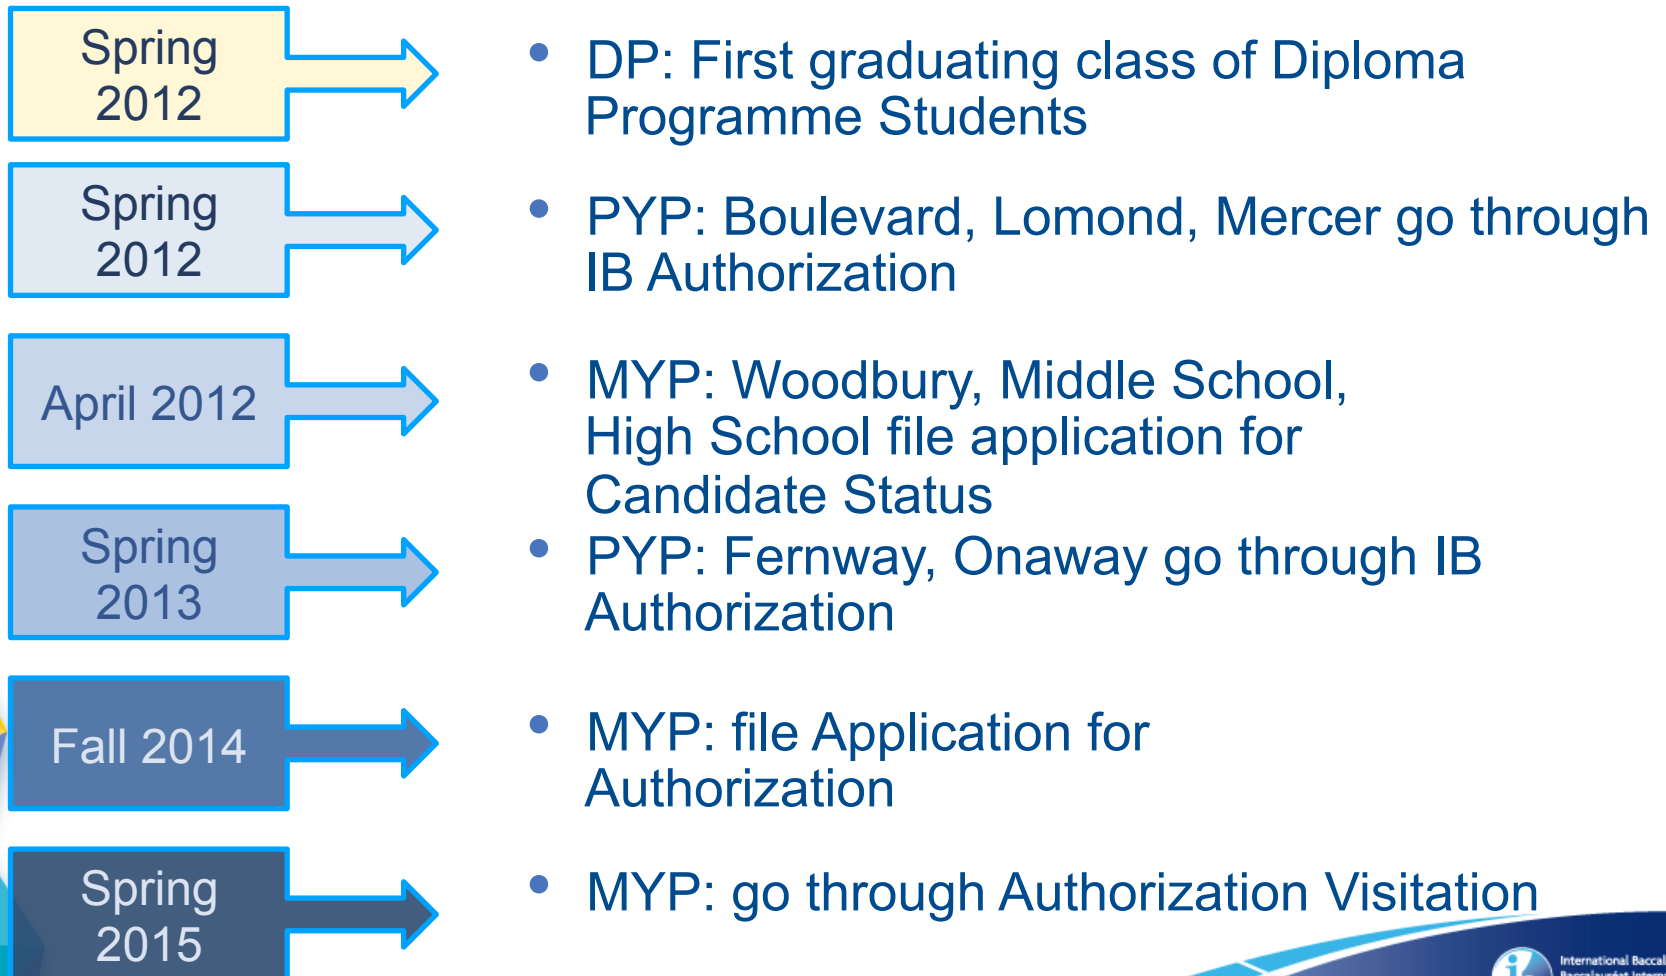 Spring
2012
• DP: First graduating class of Diploma
Programme Students
Spring
2012
• PYP: Boulevard, Lomond, Mercer go through
IB Authorization
April 2012
• MYP: Woodbury, Middle School,
High School file application for
Candidate Status
Spring
2013
• PYP: Fernway, Onaway go through IB
Authorization
Fall 2014
• MYP: file Application for
Authorization
Spring
2015
• MYP: go through Authorization Visitation
International